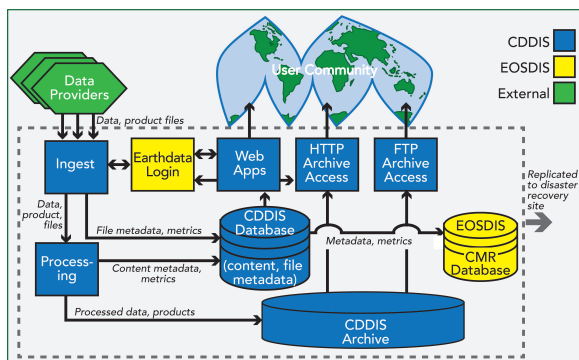 CDDIS
EOSDIS
External
Data
Providers
User Community
Data, product files
Ingest
Earthdata
Login
Web
Apps
HTTP
Archive
Access
FTP
Archive
Access
Replicated
to disaster
recovery
site
Data,
product,
files
File metadata, metrics
CDDIS
Database
(content, file
metadata)
Metadata, metrics
EOSDIS
CMR
Database
Process-
ing
Content metadata,
metrics
Processed data, products
CDDIS
Archive